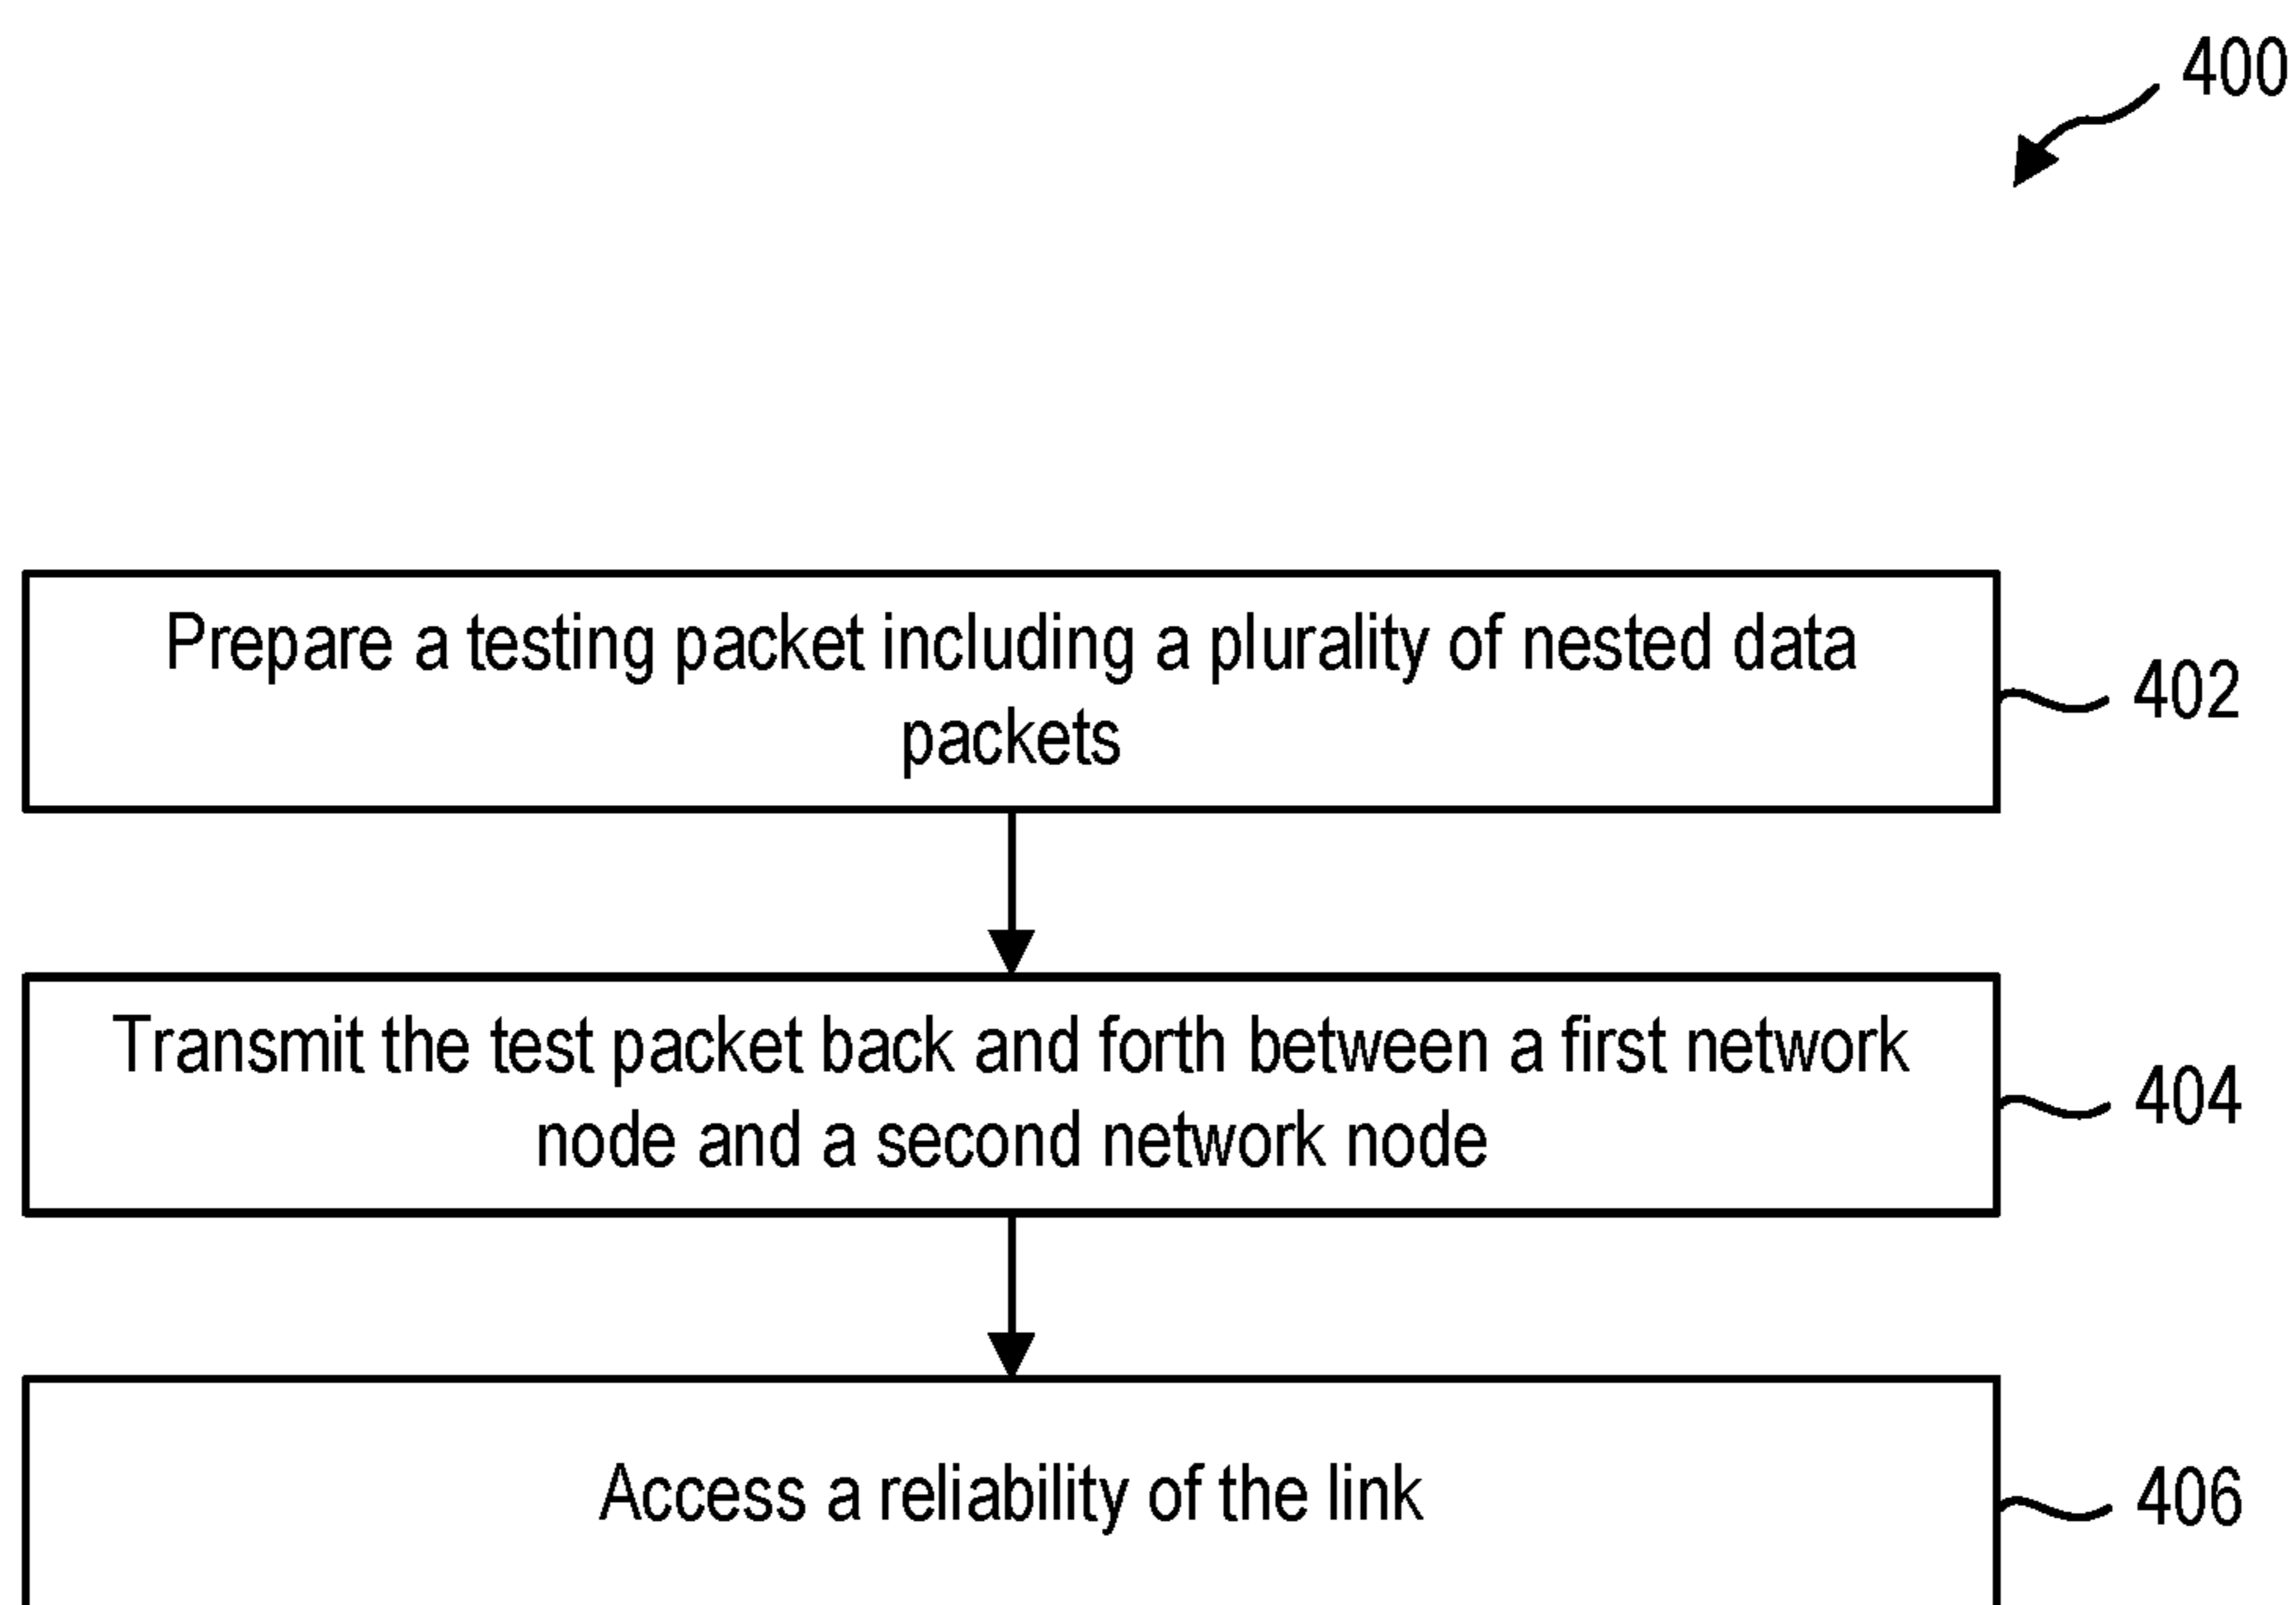 400
Prepare a testing packet including a plurality of nested data
packets
402
Transmit the test packet back and forth between a first network
node and a second network node
404
Access a reliability of the link
406